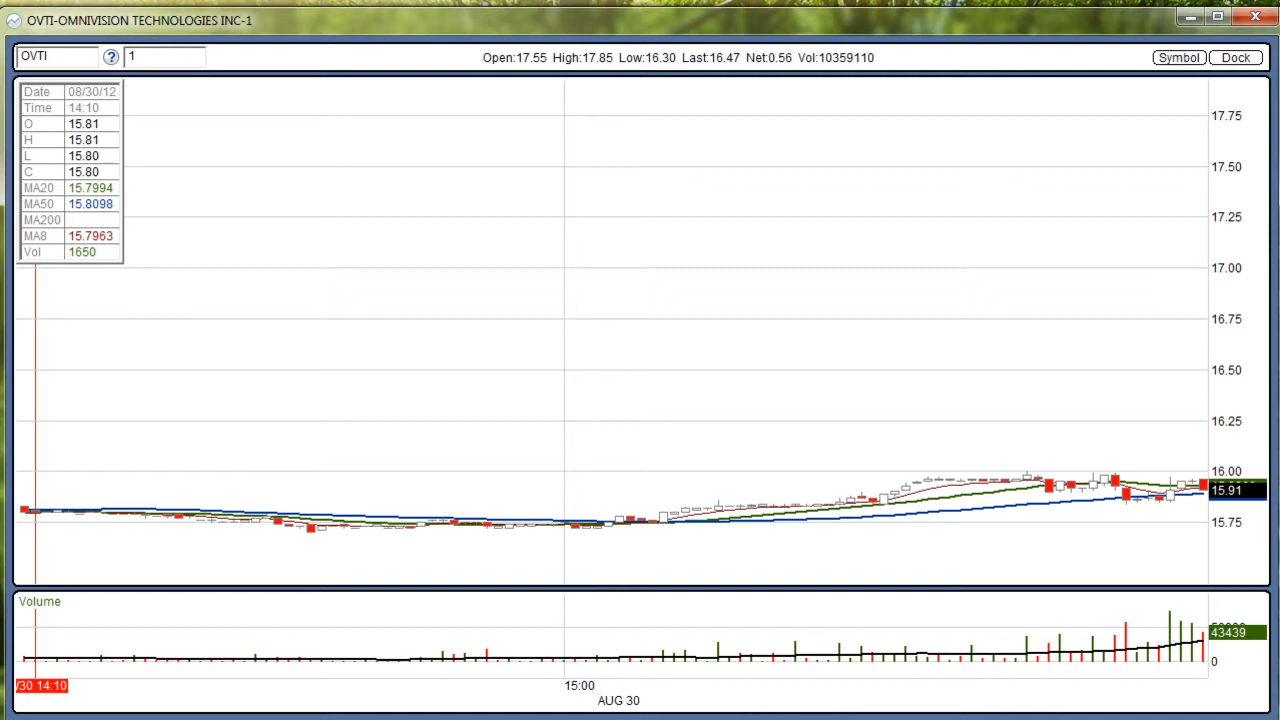 OVTI-OMNIVISION TECHNOLOGIES INC-1
OVTI ? 1 Open:17.55 High:17.85 Low:16.30 Last:16.47 Net:0.56 Vol:10359110 Symbol Dock
Date 08/30/12
Time 14:10
O 15.81
H 15.81
L 15.80
C 15.80
MA20 15.7994
MA50 15.8098
MA200
MA8 15.7963
Vol 1650
17.75
17.50
17.25
17.00
16.75
16.50
16.25
16.00
15.91
15.75
Volume
43439
0
/30 14:10 15:00
AUG 30